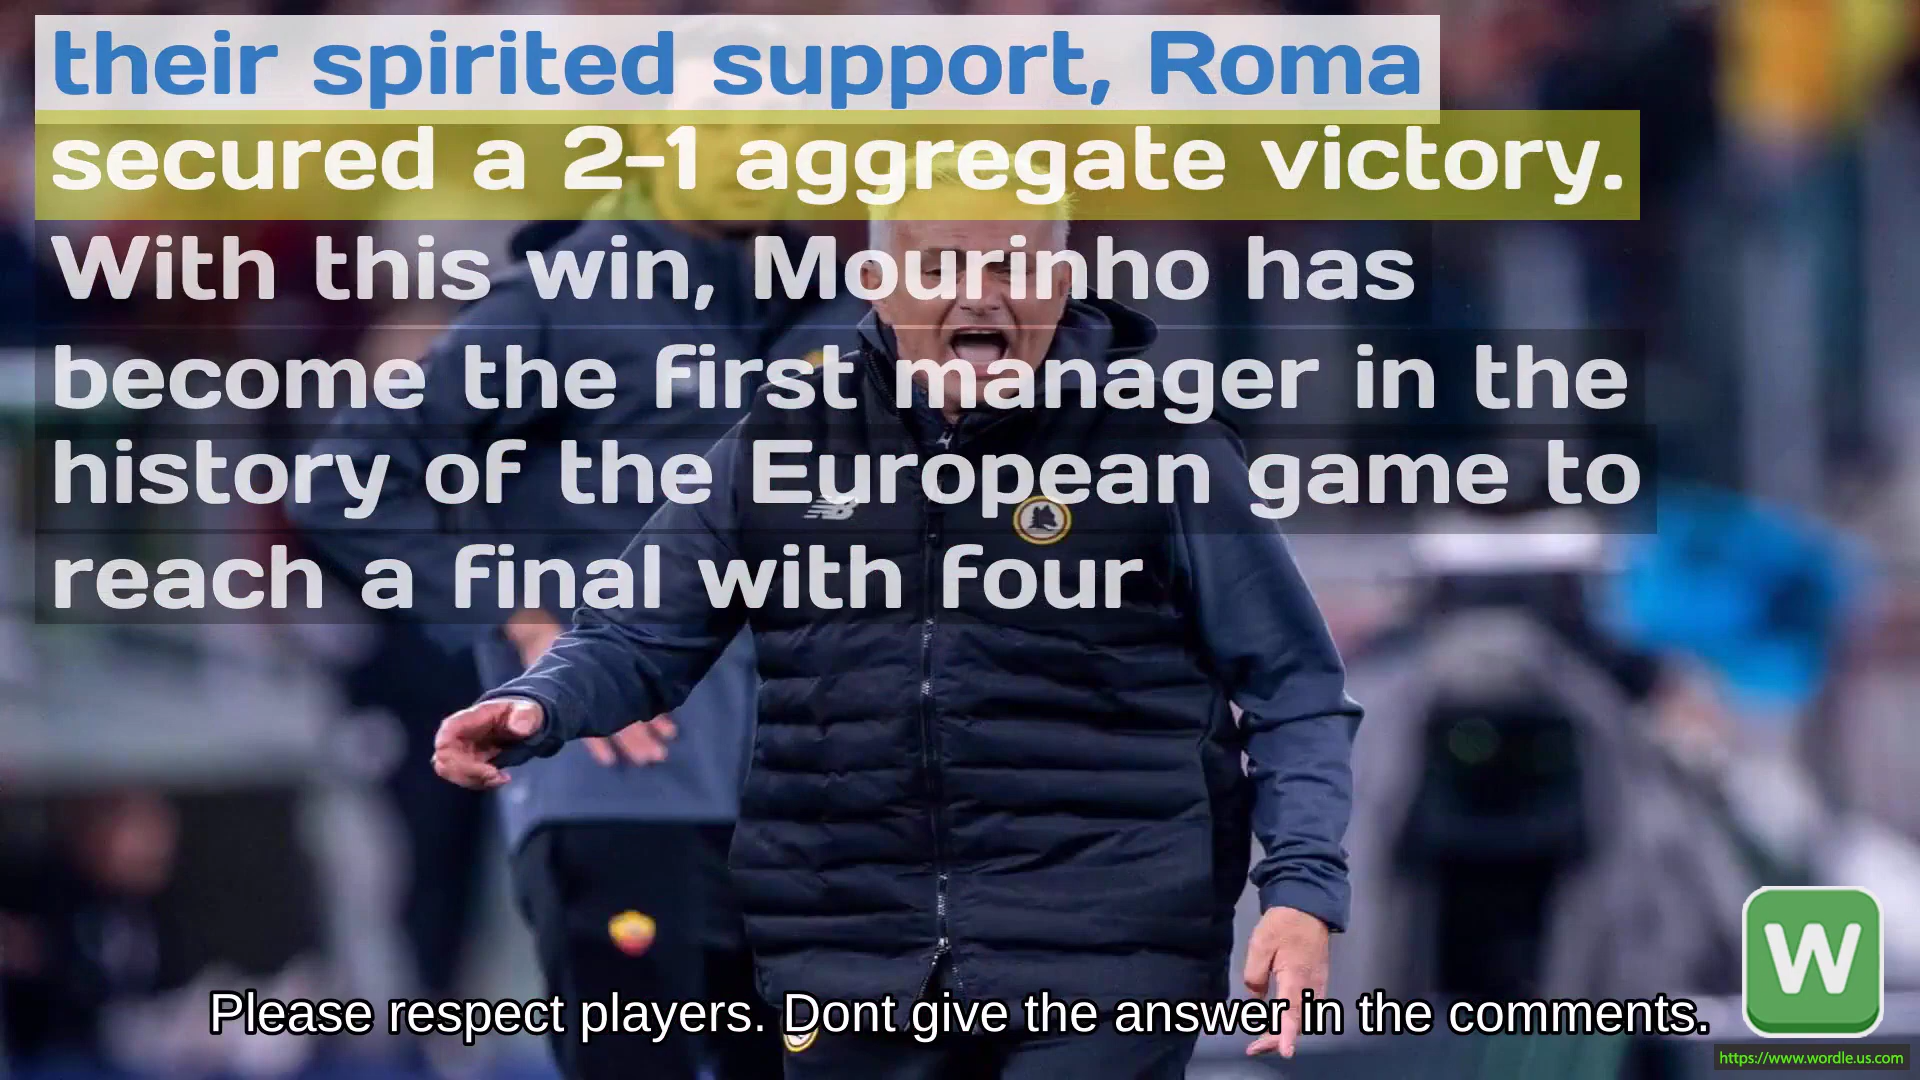 their spirited support, Roma
secured a 2-1 aggregate victory.
With this win, Mourinho has
become the first manager in the
history of the European game to
reach a final with four
Please respect players. Dont give the answer in the comments.
W
https://www.wordle.us.com